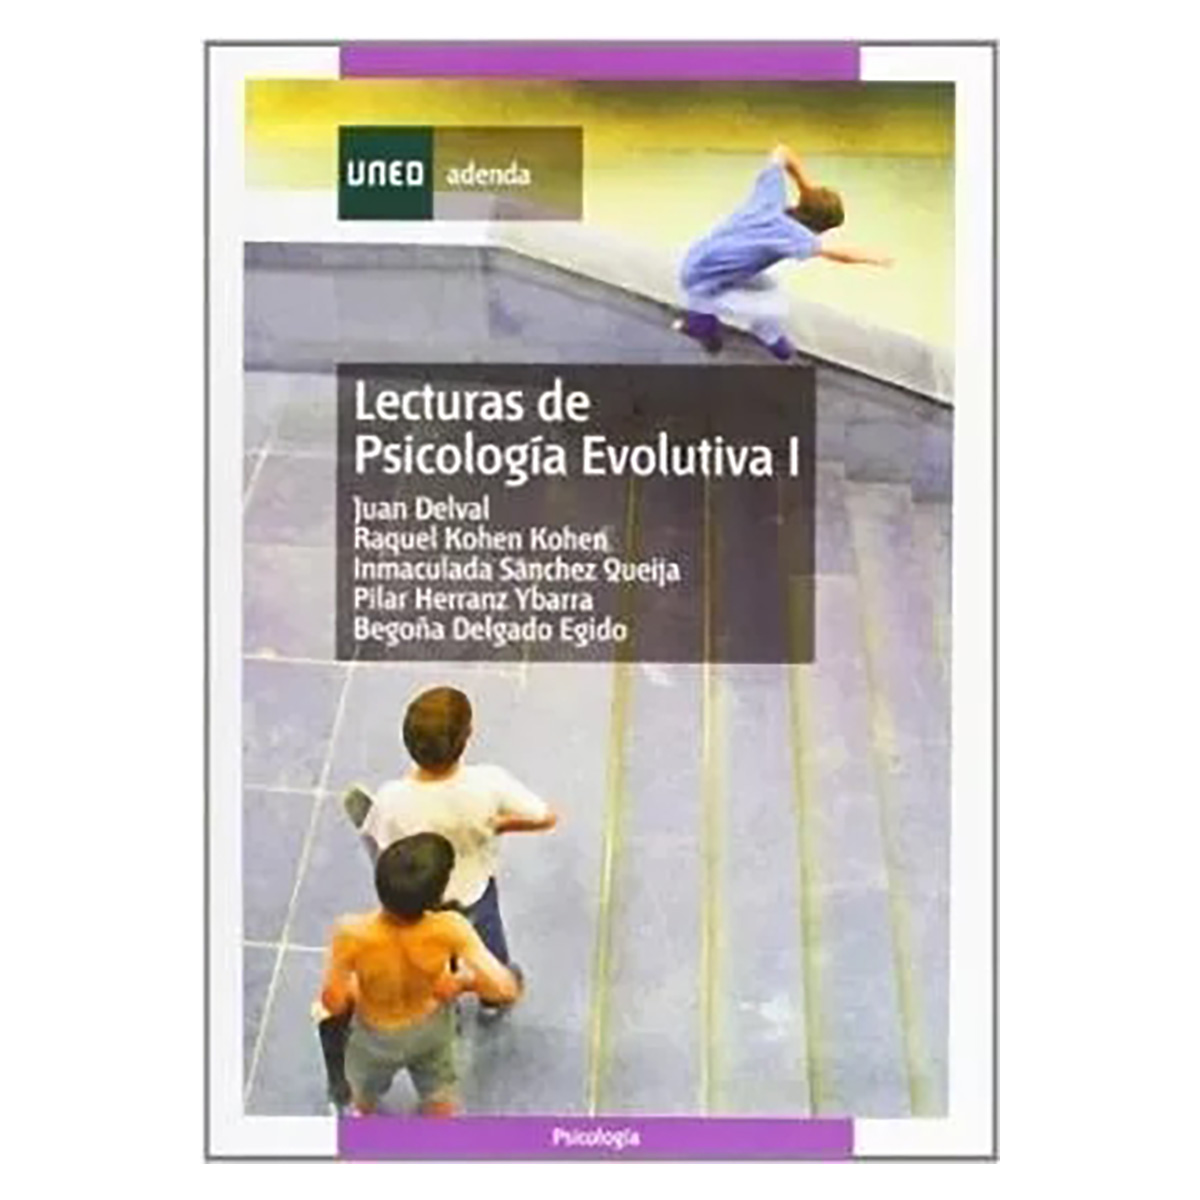 UNED adenda
Lecturas de
Psicología Evolutiva I
Juan Delval
Raquel Kohen Kohen
Inmaculada Sánchez Queija
Pilar Herranz Ybarra
Begoña Delgado Egido
Psicología